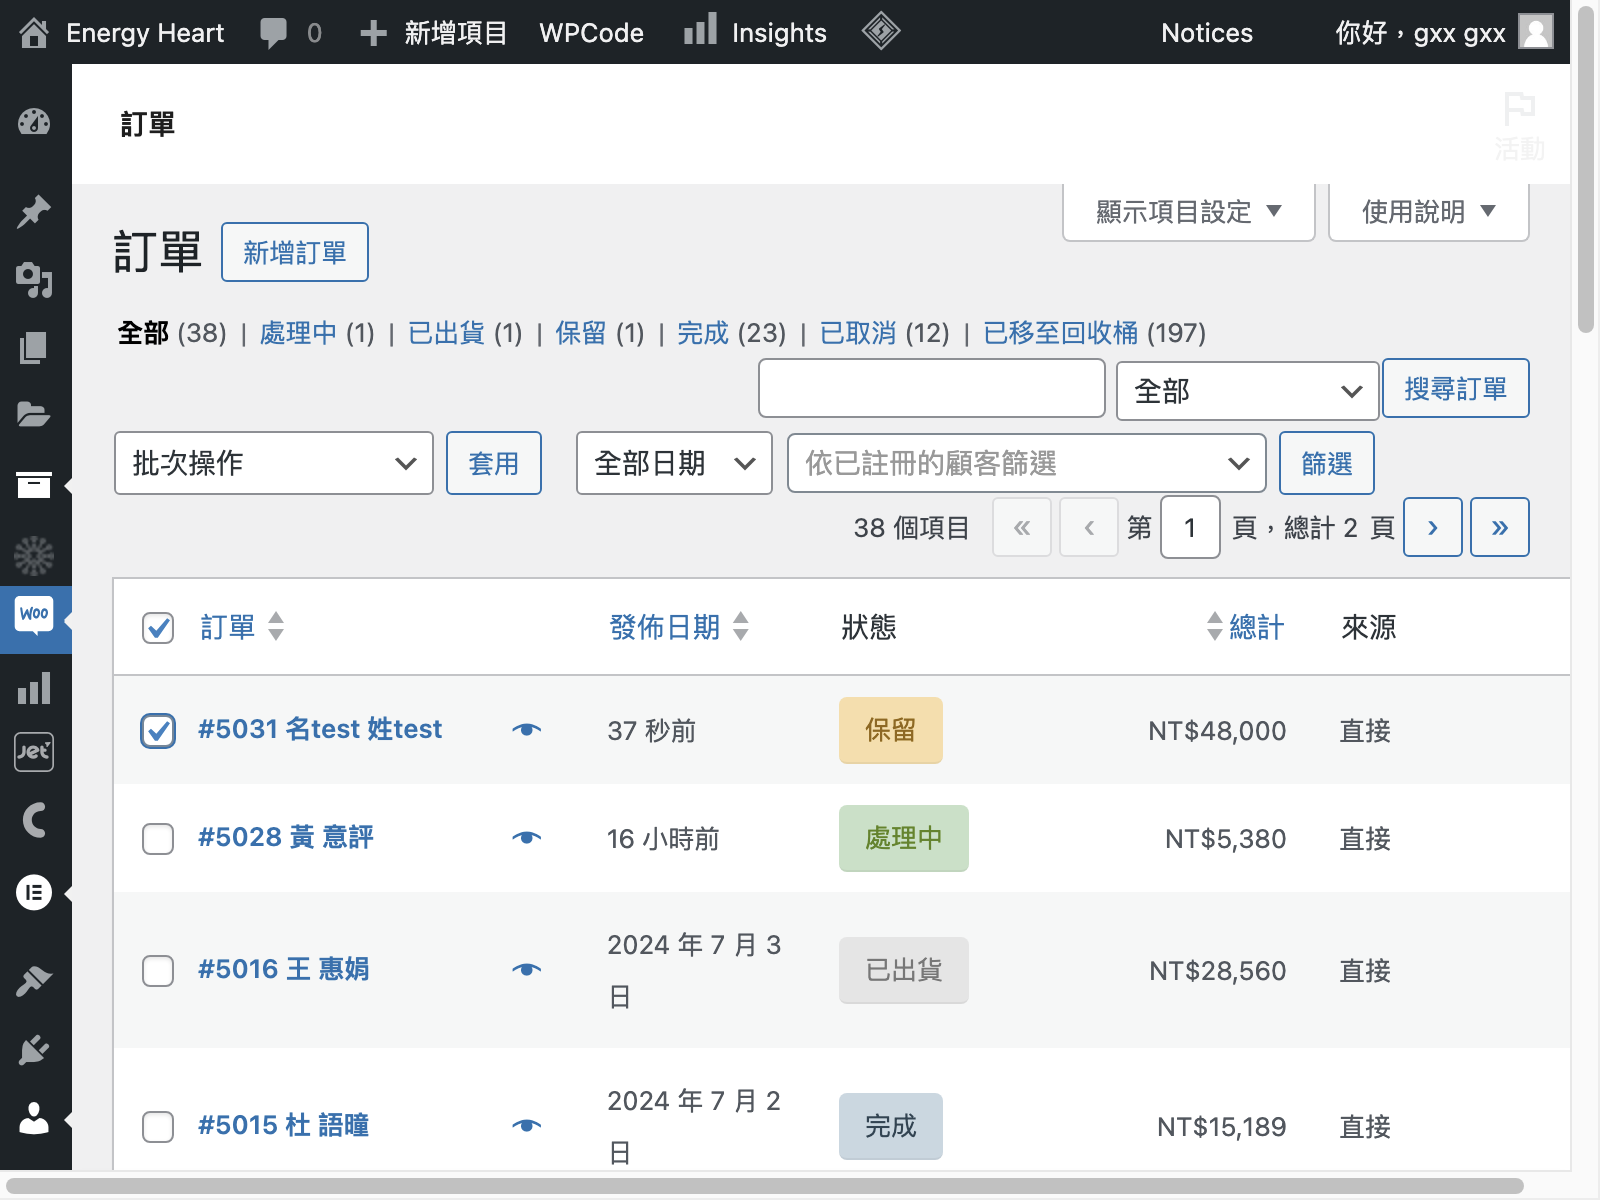 Energy Heart 0 新增項目 WPCode Insights Notices 你好，gxx gxx
訂單
活動
顯示項目設定 ▼ 使用說明 ▼
訂單 新增訂單
全部 (38) | 處理中 (1) | 已出貨 (1) | 保留 (1) | 完成 (23) | 已取消 (12) | 已移至回收桶 (197)
全部 搜尋訂單
批次操作 套用 全部日期 依已註冊的顧客篩選 篩選
38 個項目 « ‹ 第 1 頁，總計 2 頁 › »
訂單 發佈日期 狀態 總計 來源
#5031 名test 姓test 37 秒前 保留 NT$48,000 直接
#5028 黃 意評 16 小時前 處理中 NT$5,380 直接
#5016 王 惠娟 2024 年 7 月 3 日 已出貨 NT$28,560 直接
#5015 杜 語曈 2024 年 7 月 2 日 完成 NT$15,189 直接
Woo
Jet